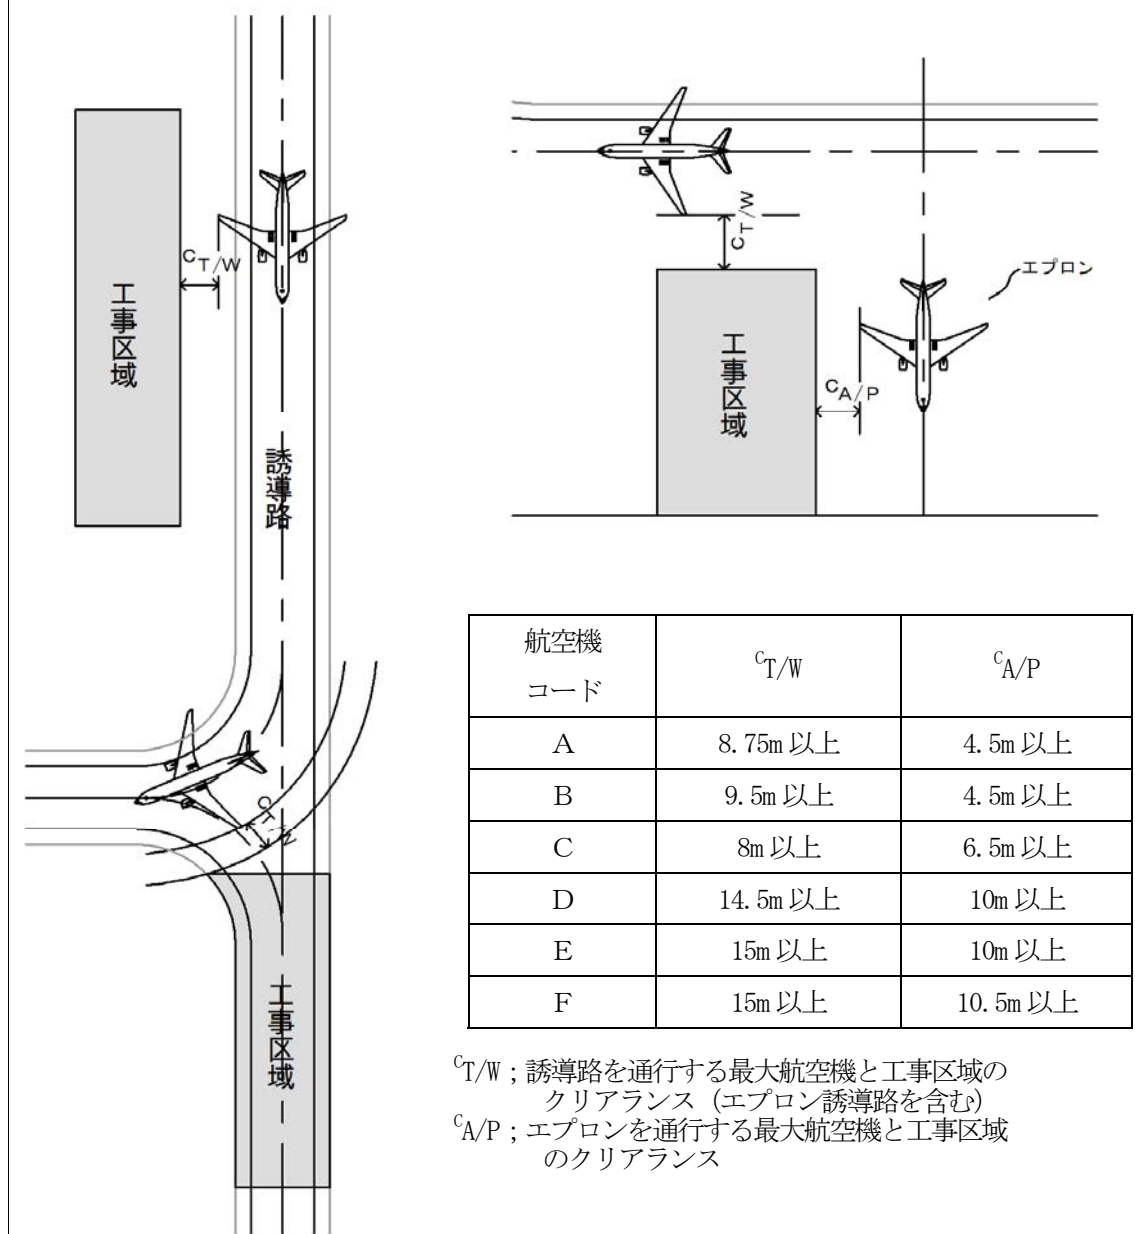 CT/W
工事区域
誘導路
CT/W
工事区域
CT/W
エプロン
工事区域
CA/P
航空機
コード
CT/W
CA/P
A
8.75m以上
4.5m以上
B
9.5m以上
4.5m以上
C
8m以上
6.5m以上
D
14.5m以上
10m以上
E
15m以上
10m以上
F
15m以上
10.5m以上
CT/W；誘導路を通行する最大航空機と工事区域の
クリアランス（エプロン誘導路を含む）
CA/P；エプロンを通行する最大航空機と工事区域
のクリアランス